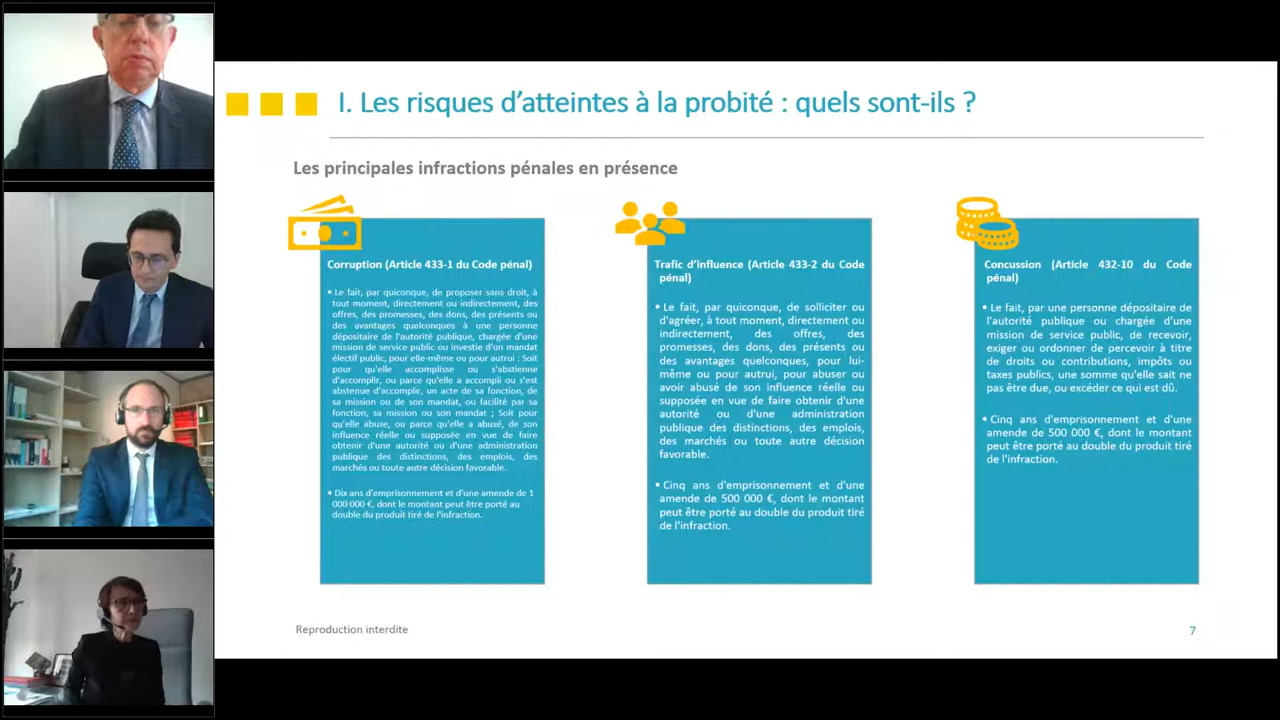 I. Les risques d'atteintes à la probité : quels sont-ils ?
Les principales infractions pénales en présence
Corruption (Article 433-1 du Code pénal)
• Le fait, par quiconque, de proposer sans droit, à
tout moment, directement ou indirectement, des
offres, des promesses, des dons, des présents ou
des avantages quelconques à une personne
dépositaire de l'autorité publique, chargée d'une
mission de service public ou investie d'un mandat
électif public, pour elle-même ou pour autrui : Soit
pour qu'elle accomplisse ou s'abstienne
d'accomplir, ou parce qu'elle a accompli ou s'est
abstenue d'accomplir, un acte de sa fonction, de
sa mission ou de son mandat, ou facilité par sa
fonction, sa mission ou son mandat ; Soit pour
qu'elle abuse, ou parce qu'elle a abusé, de son
influence réelle ou supposée en vue de faire
obtenir d'une autorité ou d'une administration
publique des distinctions, des emplois, des
marchés ou toute autre décision favorable.
• Dix ans d'emprisonnement et d'une amende de 1
000 000 €, dont le montant peut être porté au
double du produit tiré de l'infraction.
Trafic d'influence (Article 433-2 du Code
pénal)
• Le fait, par quiconque, de solliciter ou
d'agréer, à tout moment, directement ou
indirectement, des offres, des
promesses, des dons, des présents ou
des avantages quelconques, pour lui-
même ou pour autrui, pour abuser ou
avoir abusé de son influence réelle ou
supposée en vue de faire obtenir d'une
autorité ou d'une administration
publique des distinctions, des emplois,
des marchés ou toute autre décision
favorable.
• Cinq ans d'emprisonnement et d'une
amende de 500 000 €, dont le montant
peut être porté au double du produit tiré
de l'infraction.
Concussion (Article 432-10 du Code
pénal)
• Le fait, par une personne dépositaire de
l'autorité publique ou chargée d'une
mission de service public, de recevoir,
exiger ou ordonner de percevoir à titre
de droits ou contributions, impôts ou
taxes publics, une somme qu'elle sait ne
pas être due, ou excéder ce qui est dû.
• Cinq ans d'emprisonnement et d'une
amende de 500 000 €, dont le montant
peut être porté au double du produit tiré
de l'infraction.
Reproduction interdite
7